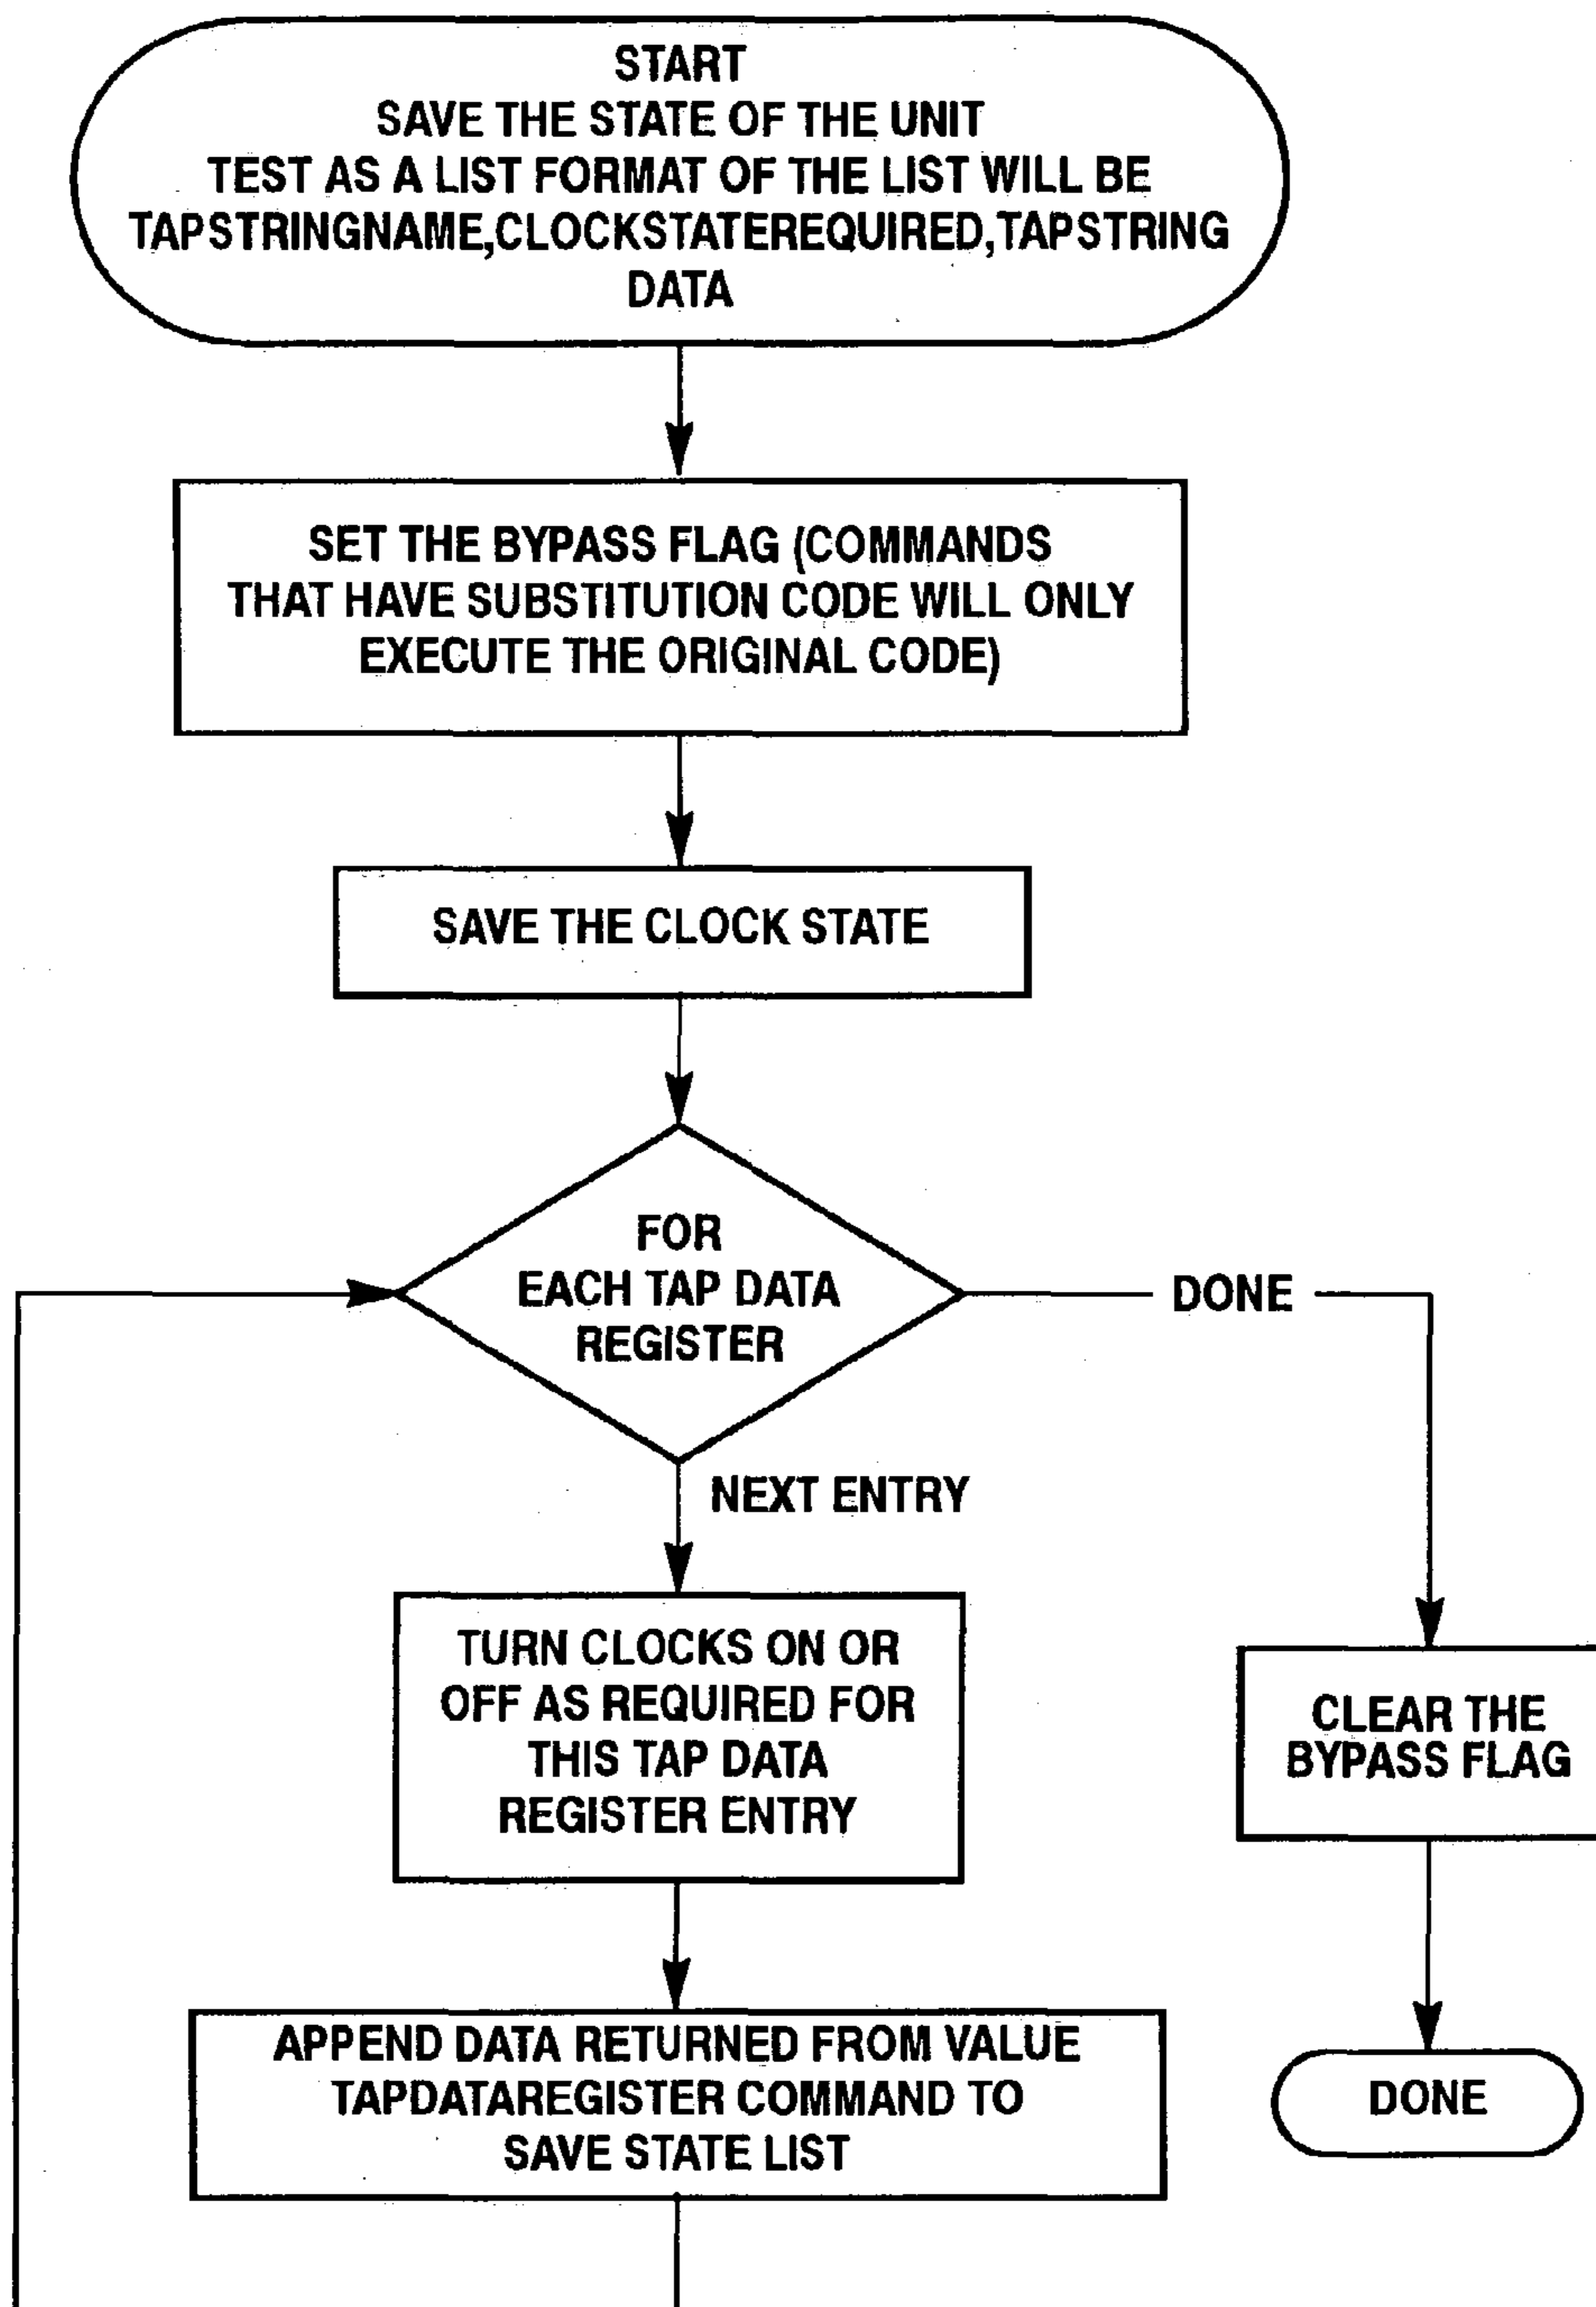 START
SAVE THE STATE OF THE UNIT
TEST AS A LIST FORMAT OF THE LIST WILL BE
TAPSTRINGNAME,CLOCKSTATEREQUIRED,TAPSTRING
DATA
SET THE BYPASS FLAG (COMMANDS
THAT HAVE SUBSTITUTION CODE WILL ONLY
EXECUTE THE ORIGINAL CODE)
SAVE THE CLOCK STATE
FOR
EACH TAP DATA
REGISTER
DONE
NEXT ENTRY
TURN CLOCKS ON OR
OFF AS REQUIRED FOR
THIS TAP DATA
REGISTER ENTRY
CLEAR THE
BYPASS FLAG
APPEND DATA RETURNED FROM VALUE
TAPDATAREGISTER COMMAND TO
SAVE STATE LIST
DONE